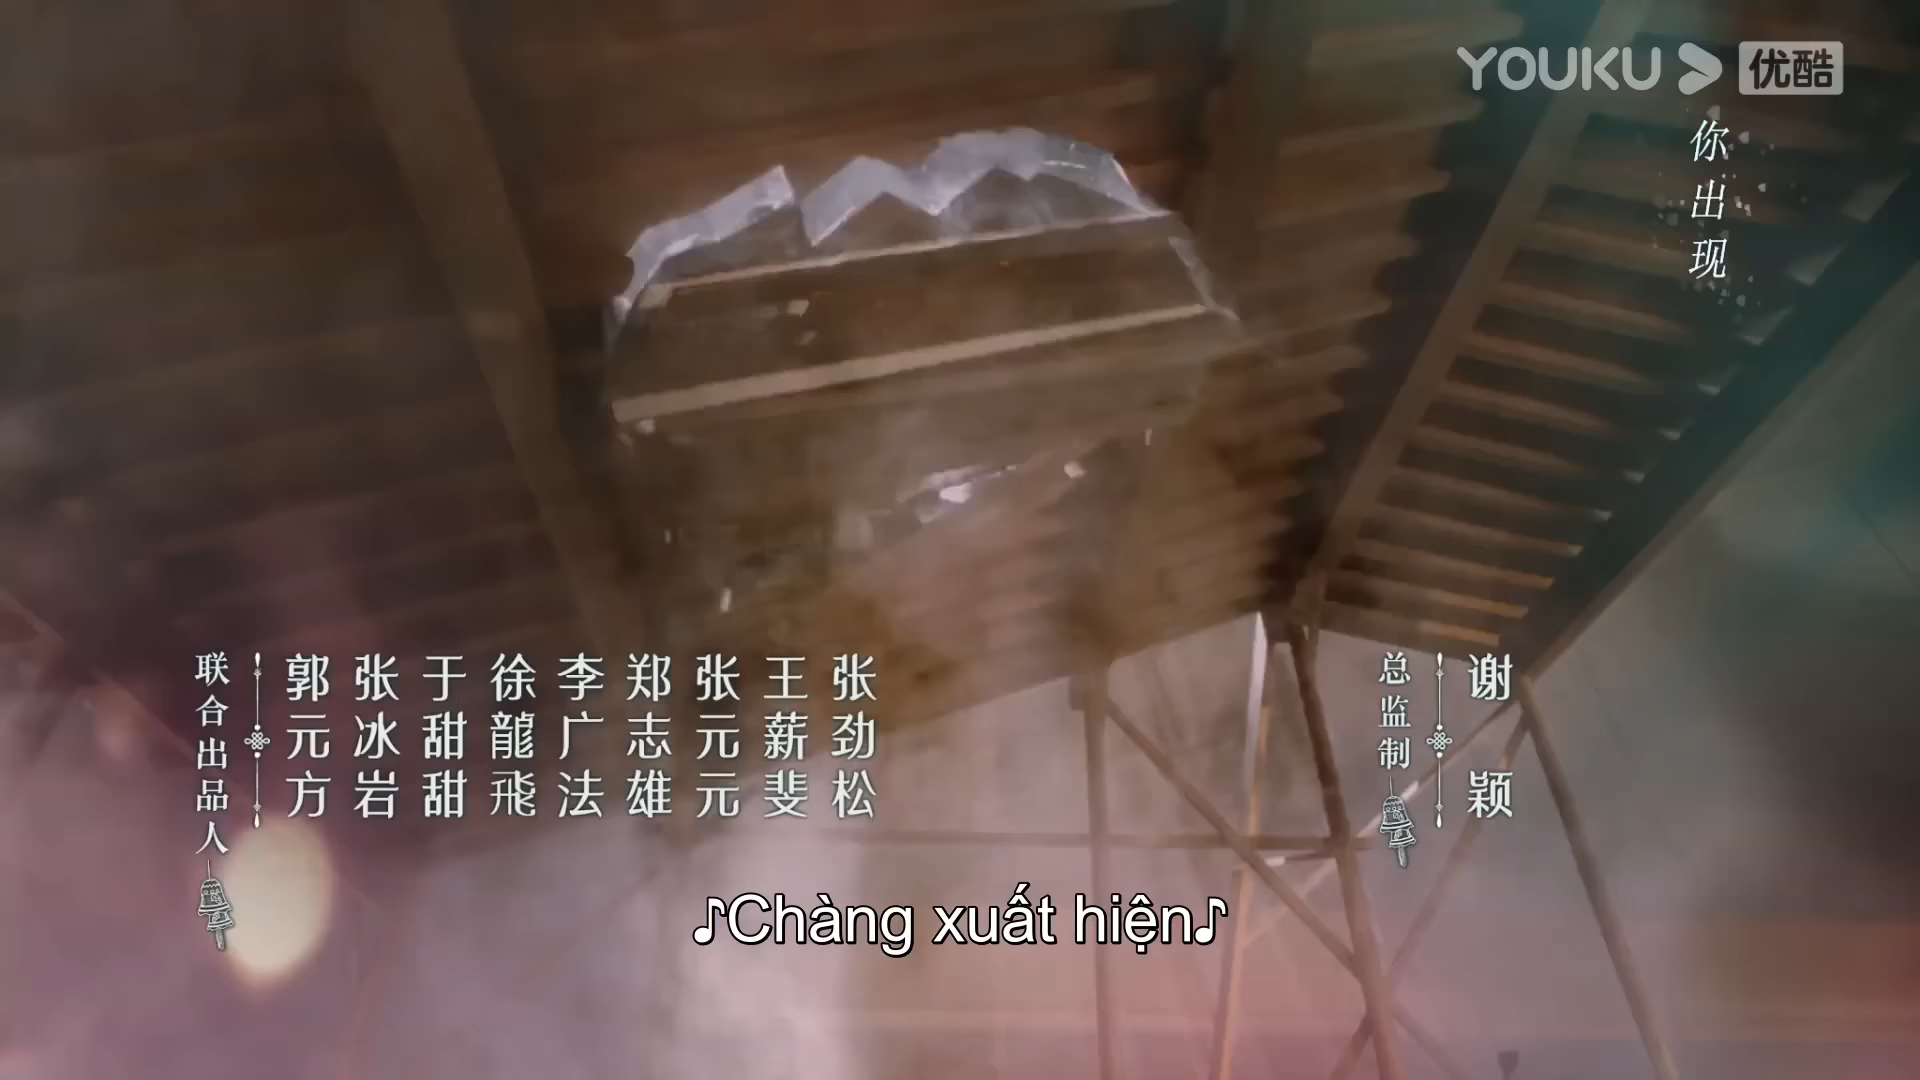 YOUKU 优酷
你出现
联合出品人
郭元方
张冰岩
于甜甜
徐龍飛
李广法
郑志雄
张元元
王薪斐
张劲松
总监制
谢颖
♪Chàng xuất hiện♪